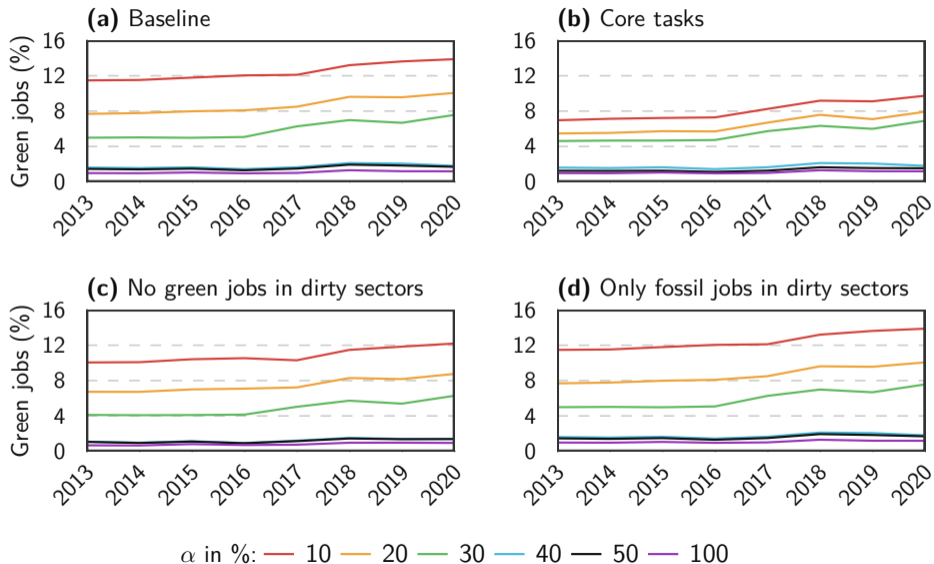 (a) Baseline
(b) Core tasks
Green jobs (%)
16
12
8
4
0
2013 2014 2015 2016 2017 2018 2019 2020
16
12
8
4
0
2013 2014 2015 2016 2017 2018 2019 2020
(c) No green jobs in dirty sectors
(d) Only fossil jobs in dirty sectors
Green jobs (%)
16
12
8
4
0
2013 2014 2015 2016 2017 2018 2019 2020
16
12
8
4
0
2013 2014 2015 2016 2017 2018 2019 2020
α in %: 10 20 30 40 50 100